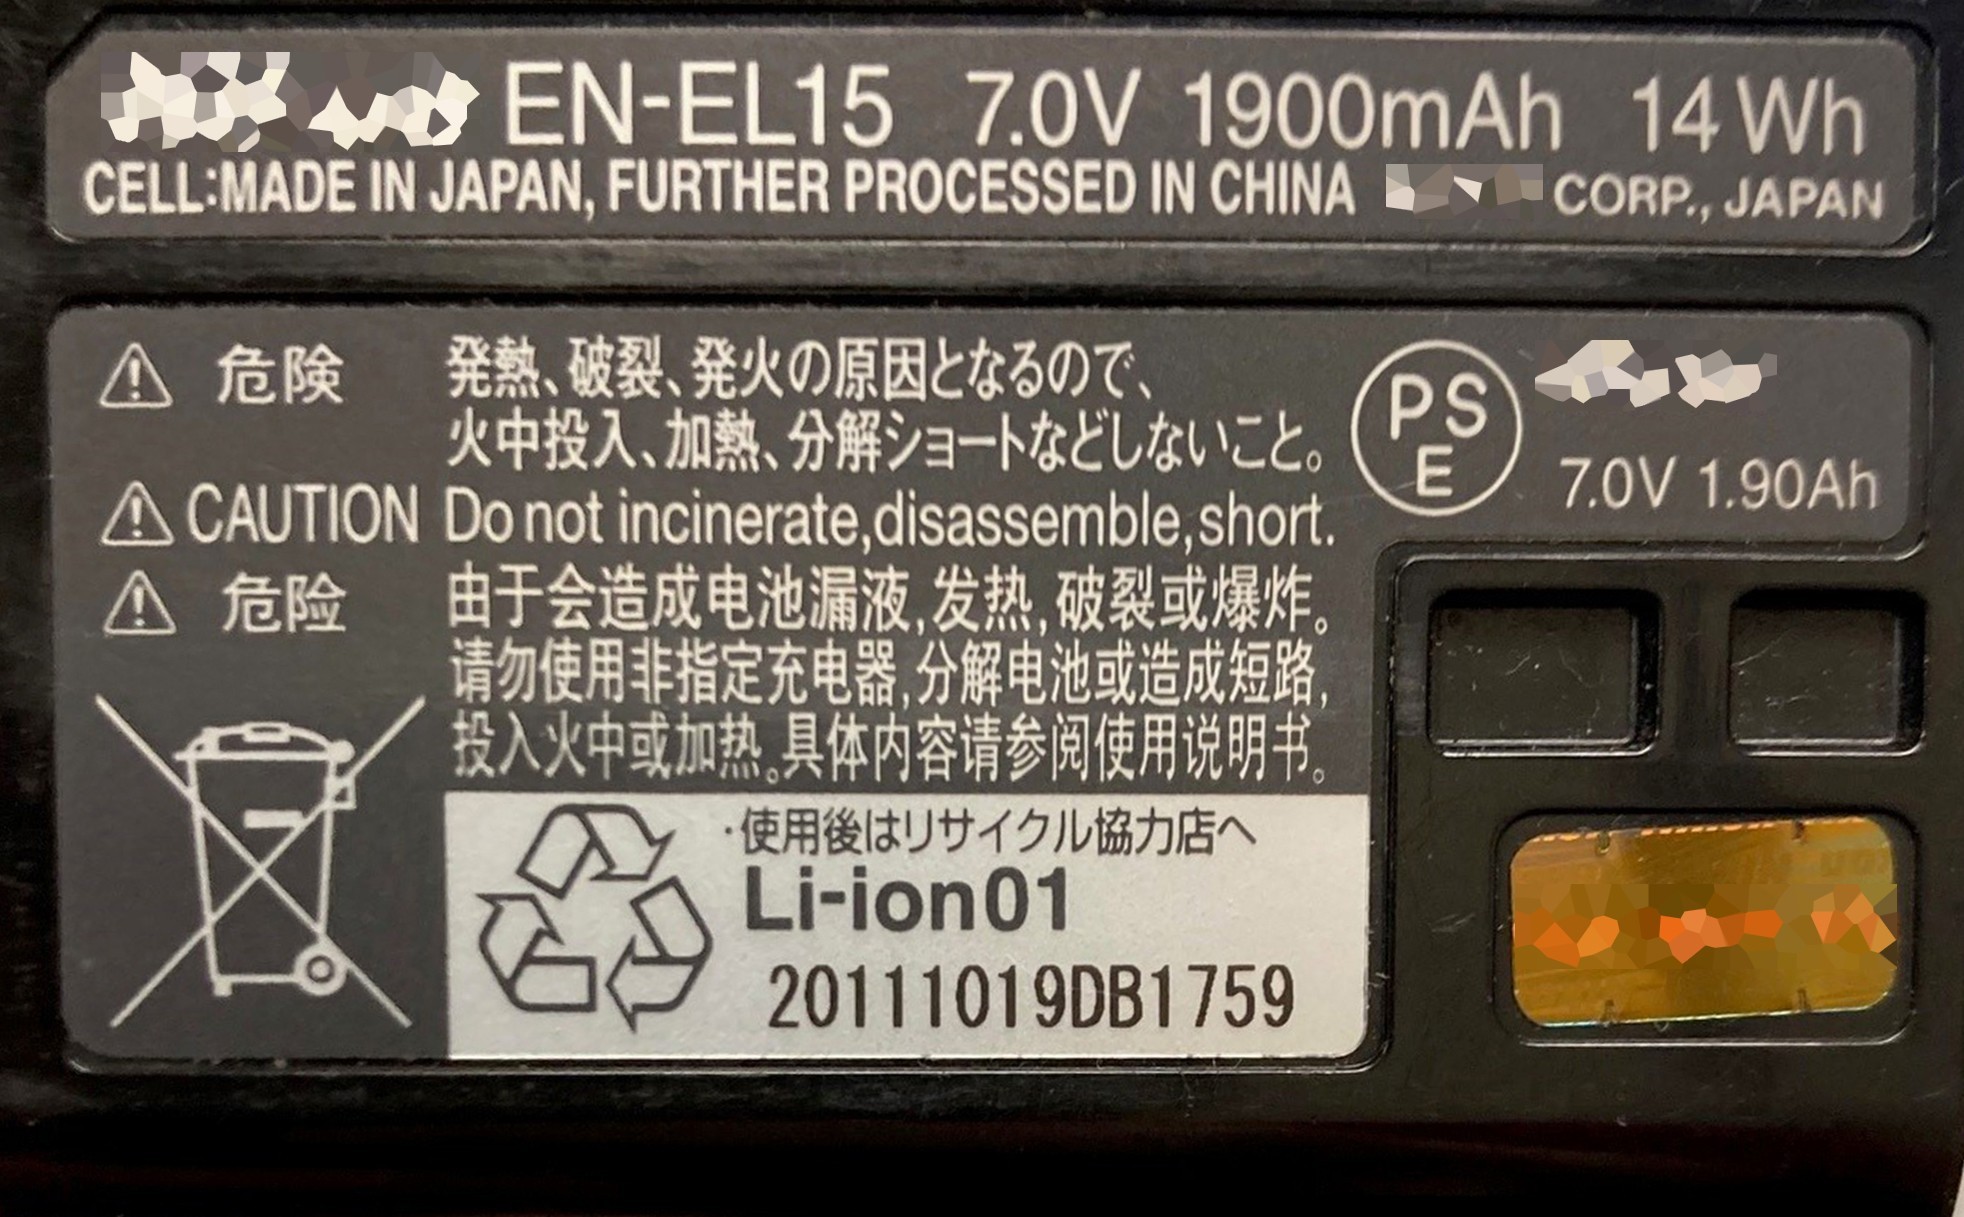 EN-EL15 7.0V 1900mAh 14Wh
CELL:MADE IN JAPAN, FURTHER PROCESSED IN CHINA CORP., JAPAN
危険 発熱、破裂、発火の原因となるので、
火中投入、加熱、分解ショートなどしないこと。
PS
E
7.0V 1.90Ah
CAUTION Do not incinerate,disassemble,short.
危险 由于会造成电池漏液,发热,破裂或爆炸。
请勿使用非指定充电器,分解电池或造成短路,
投入火中或加热。具体内容请参阅使用说明书。
・使用後はリサイクル協力店へ
Li-ion01
20111019DB1759